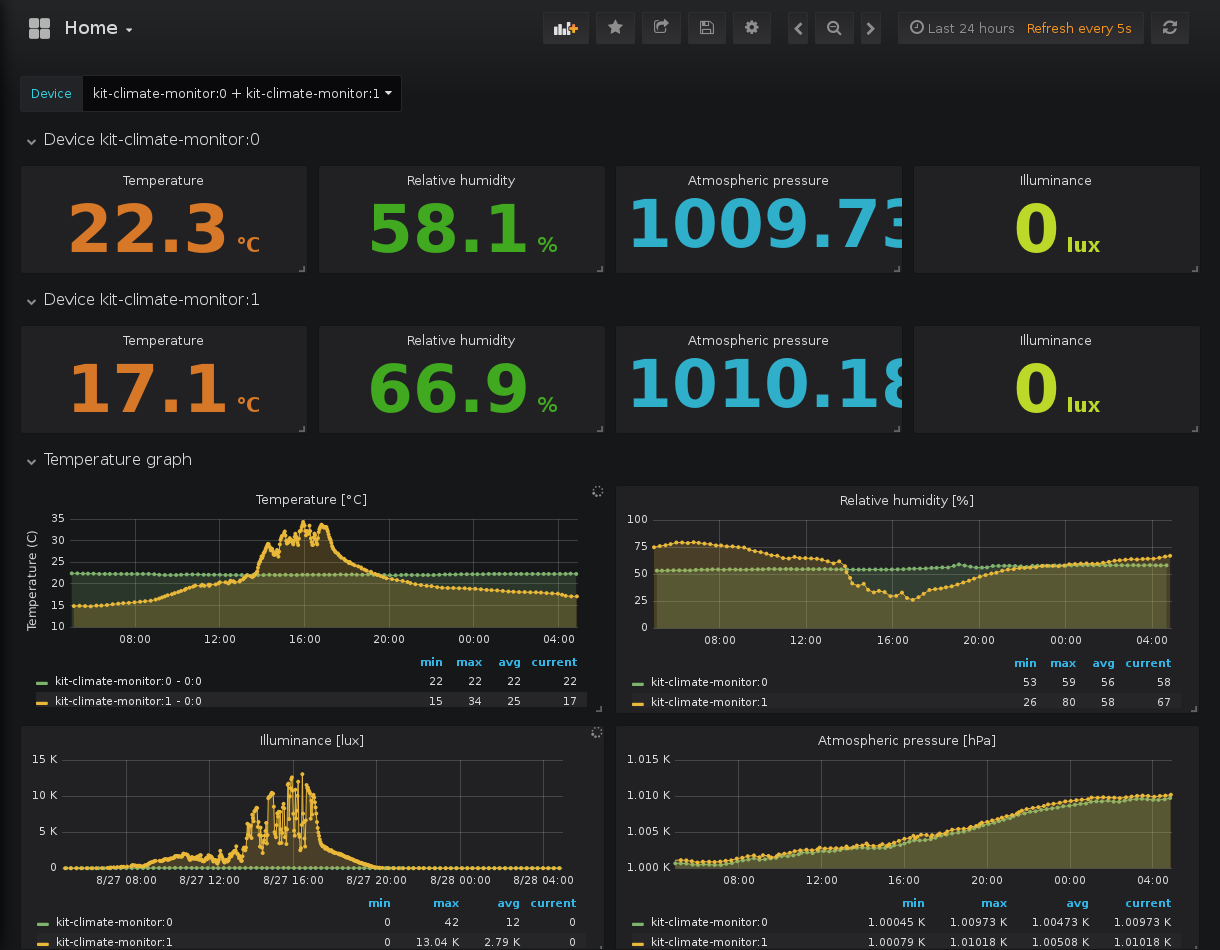 Home
Last 24 hours Refresh every 5s
Device kit-climate-monitor:0 + kit-climate-monitor:1
Device kit-climate-monitor:0
Temperature Relative humidity Atmospheric pressure Illuminance
22.3 °C 58.1 % 1009.73 0 lux
Device kit-climate-monitor:1
Temperature Relative humidity Atmospheric pressure Illuminance
17.1 °C 66.9 % 1010.18 0 lux
Temperature graph
Temperature [°C]
Temperature (C)
35
30
25
20
15
10
08:00 12:00 16:00 20:00 00:00 04:00
min max avg current
kit-climate-monitor:0 - 0:0 22 22 22 22
kit-climate-monitor:1 - 0:0 15 34 25 17
Relative humidity [%]
100
75
50
25
0
08:00 12:00 16:00 20:00 00:00 04:00
min max avg current
kit-climate-monitor:0 53 59 56 58
kit-climate-monitor:1 26 80 58 67
Illuminance [lux]
15 K
10 K
5 K
0
8/27 08:00 8/27 12:00 8/27 16:00 8/27 20:00 8/28 00:00 8/28 04:00
min max avg current
kit-climate-monitor:0 0 42 12 0
kit-climate-monitor:1 0 13.04 K 2.79 K 0
Atmospheric pressure [hPa]
1.015 K
1.010 K
1.005 K
1.000 K
08:00 12:00 16:00 20:00 00:00 04:00
min max avg current
kit-climate-monitor:0 1.00045 K 1.00973 K 1.00473 K 1.00973 K
kit-climate-monitor:1 1.00079 K 1.01018 K 1.00508 K 1.01018 K